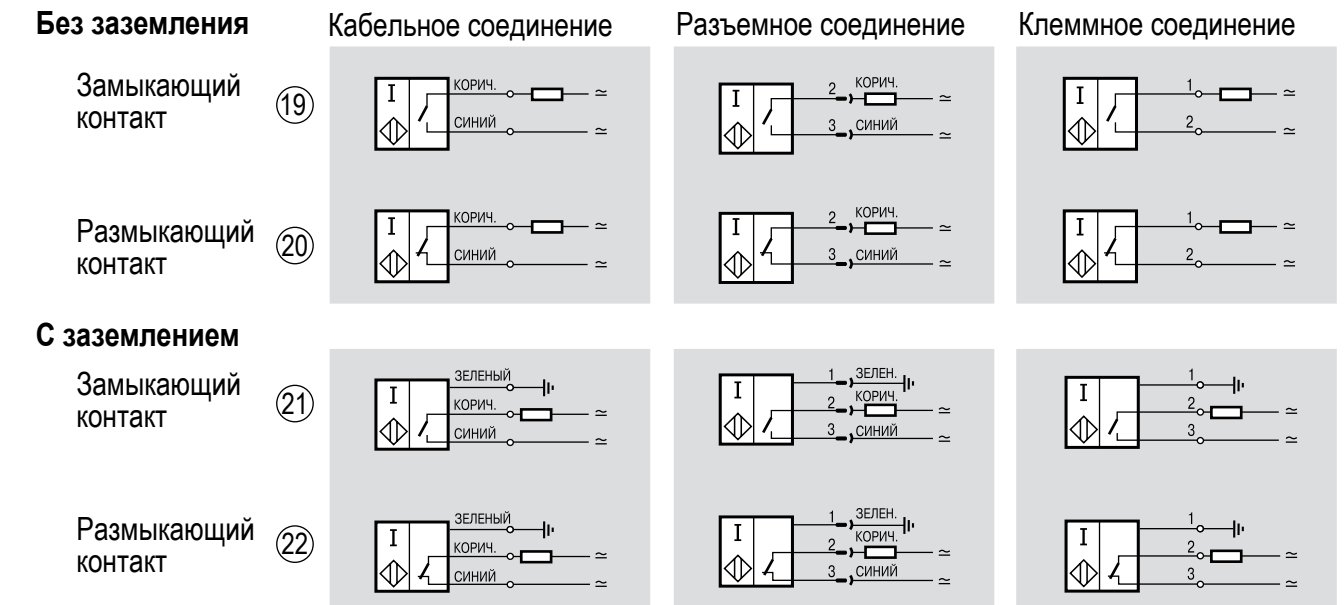 Без заземления
Кабельное соединение
Разъемное соединение
Клеммное соединение
Замыкающий
контакт
19
I
КОРИЧ.
≃
СИНИЙ
≃
I
2 КОРИЧ.
≃
3 СИНИЙ
≃
I
1
≃
2
≃
Размыкающий
контакт
20
I
КОРИЧ.
≃
СИНИЙ
≃
I
2 КОРИЧ.
≃
3 СИНИЙ
≃
I
1
≃
2
≃
С заземлением
Замыкающий
контакт
21
I
ЗЕЛЕНЫЙ
КОРИЧ.
≃
СИНИЙ
≃
I
1 ЗЕЛЕН.
2 КОРИЧ.
≃
3 СИНИЙ
≃
I
1
2
≃
3
≃
Размыкающий
контакт
22
I
ЗЕЛЕНЫЙ
КОРИЧ.
≃
СИНИЙ
≃
I
1 ЗЕЛЕН.
2 КОРИЧ.
≃
3 СИНИЙ
≃
I
1
2
≃
3
≃